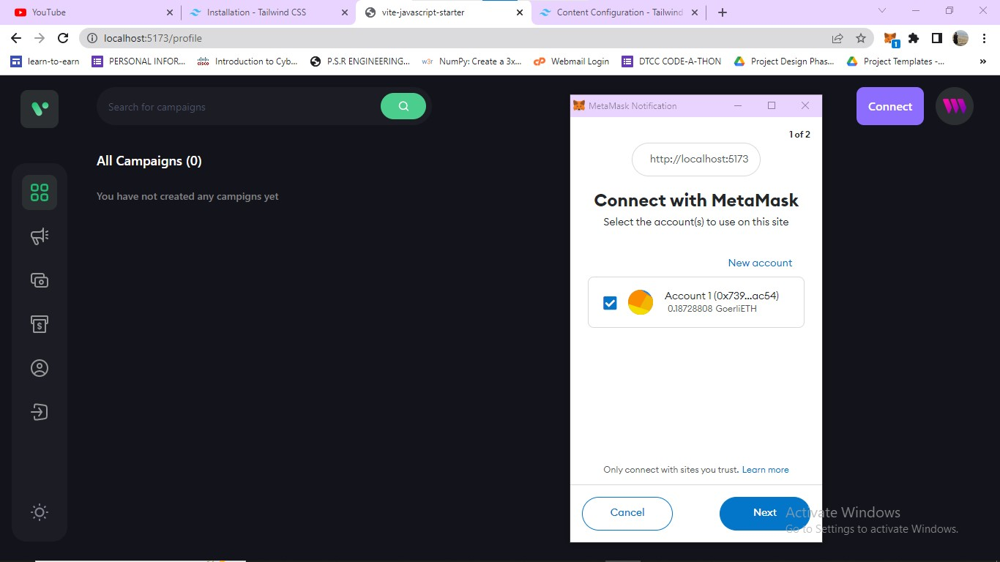 YouTube
Installation - Tailwind CSS
vite-javascript-starter
Content Configuration - Tailwind
localhost:5173/profile
1
learn-to-earn
PERSONAL INFOR...
cisco
Introduction to Cyb...
P.S.R ENGINEERING...
w3r
NumPy: Create a 3x...
cP
Webmail Login
DTCC CODE-A-THON
Project Design Phas...
Project Templates -...
»
Search for campaigns
MetaMask Notification
Connect
1 of 2
http://localhost:5173
All Campaigns (0)
You have not created any campigns yet
Connect with MetaMask
Select the account(s) to use on this site
New account
Account 1 (0x739...ac54)
0.18728808 GoerliETH
Only connect with sites you trust. Learn more
Cancel
Next
Activate Windows
Go to Settings to activate Windows.